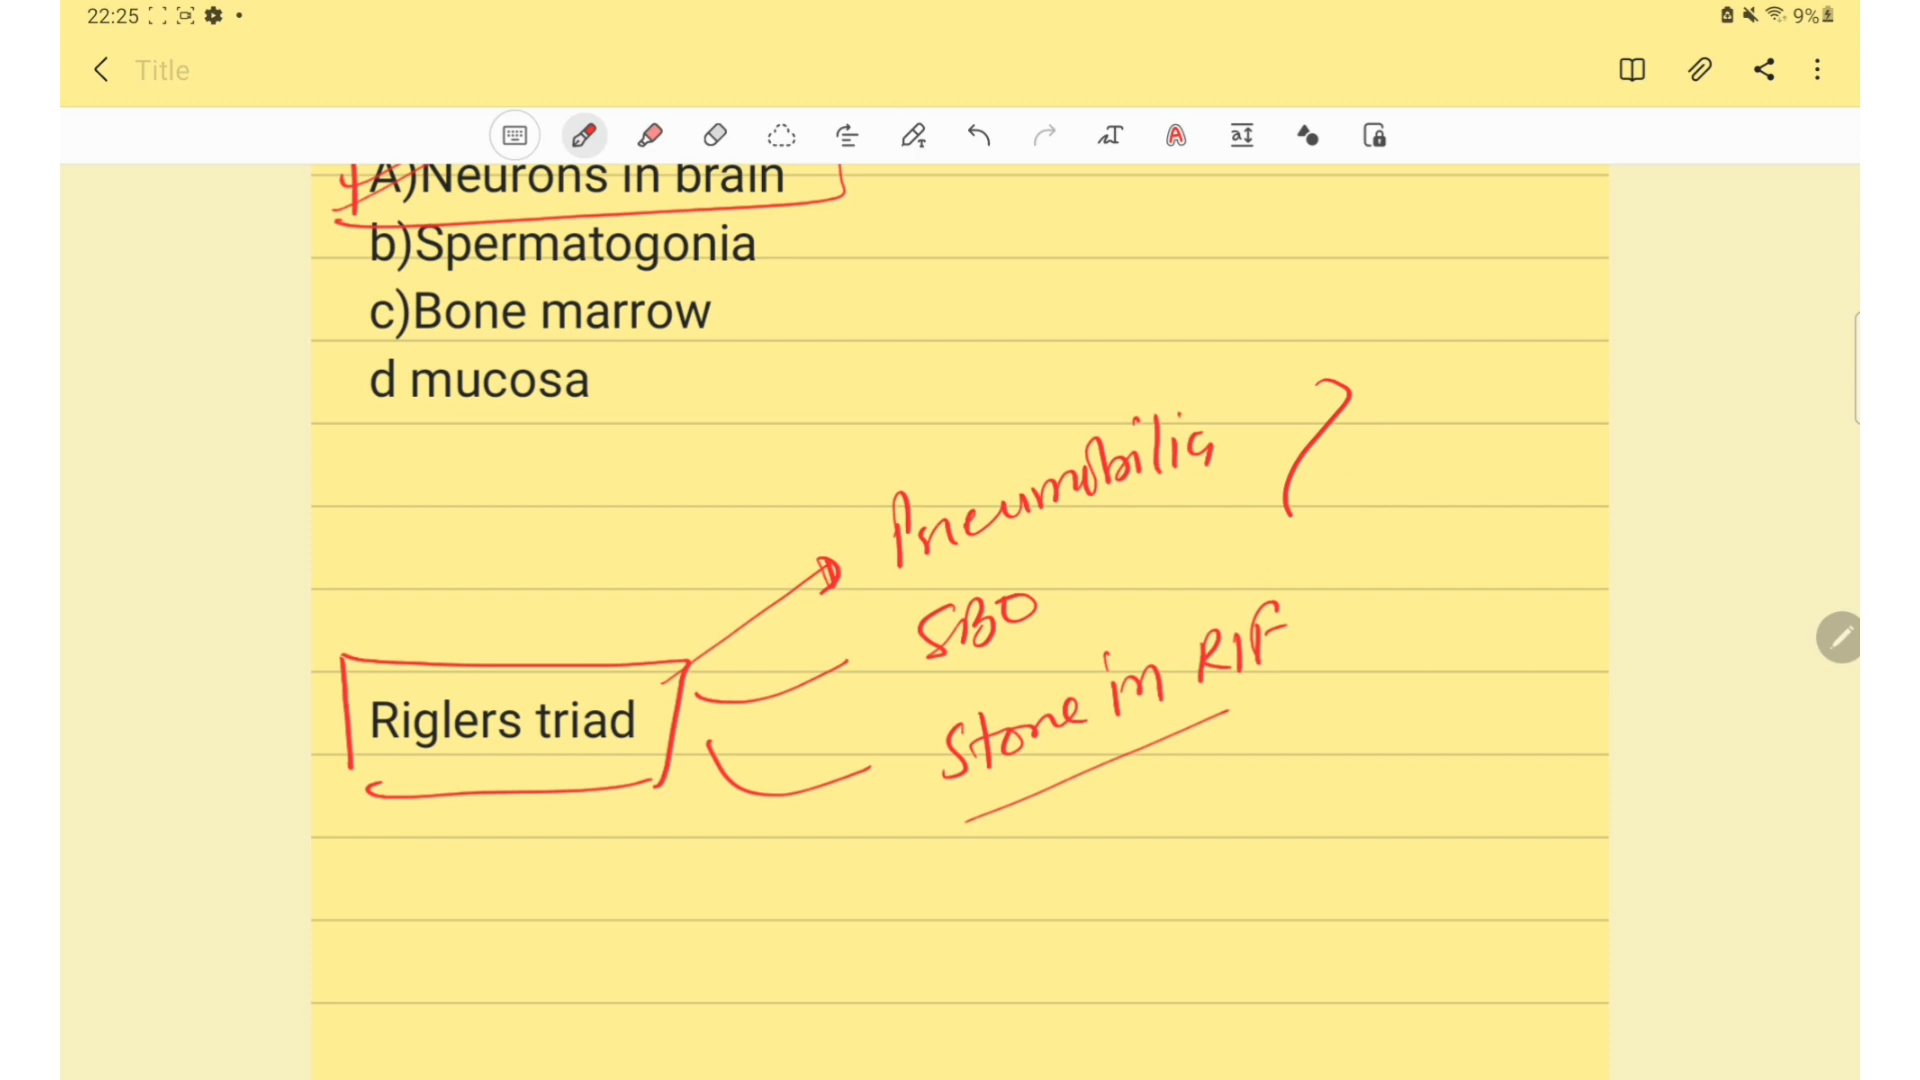 22:25
9%
Title
A)Neurons in brain
b)Spermatogonia
c)Bone marrow
d mucosa
Pneumobilia
SBO
Stone in RIF
Riglers triad